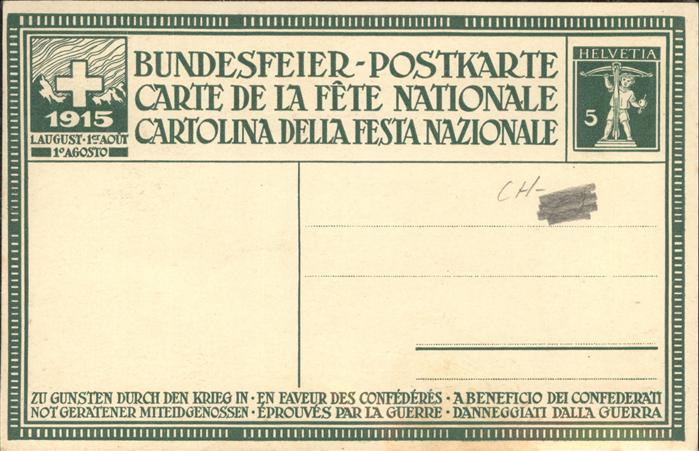 BUNDESFEIER-POSTKARTE
CARTE DE LA FÊTE NATIONALE
CARTOLINA DELLA FESTA NAZIONALE
1915
1.AUGUST·1ER AOÛT
1º AGOSTO
HELVETIA
5
CH-
ZU GUNSTEN DURCH DEN KRIEG IN · EN FAVEUR DES CONFÉDÉRÉS · A BENEFICIO DEI CONFEDERATI
NOT GERATENER MITEIDGENOSSEN · ÉPROUVÉS PAR LA GUERRE · DANNEGGIATI DALLA GUERRA